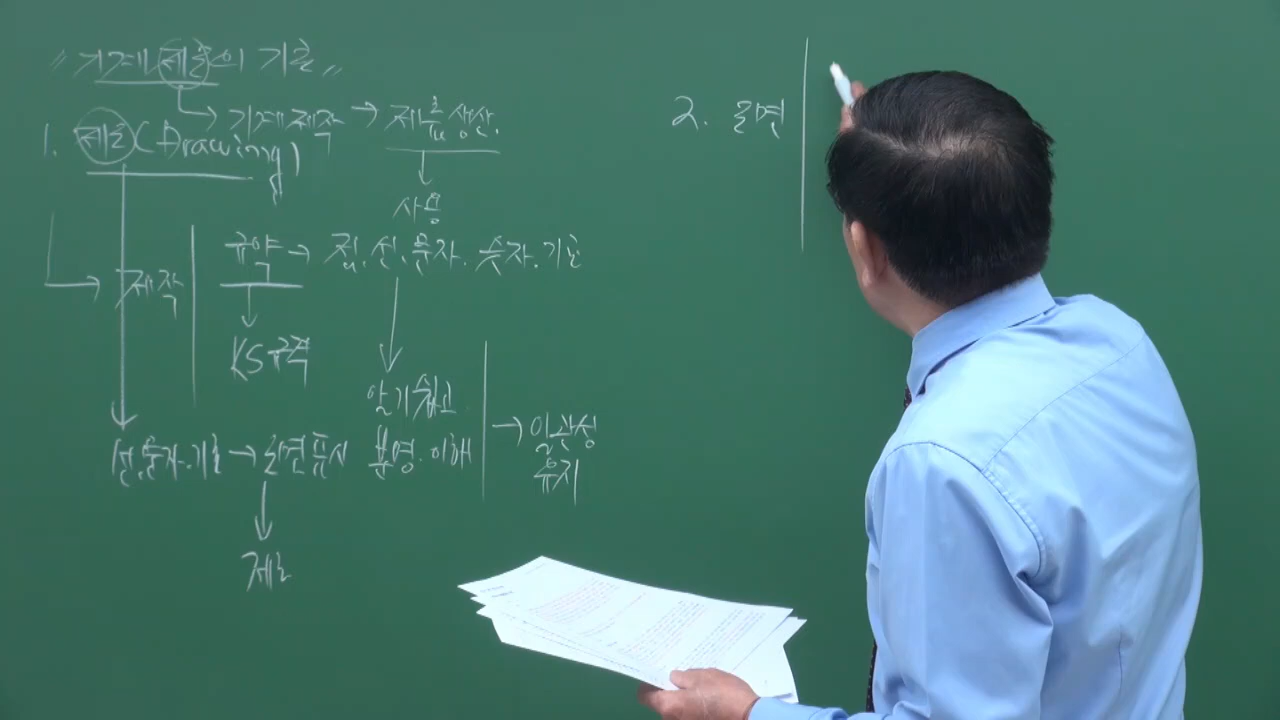 "기계제도의 기초"
→ 기계제작 → 제품생산.
1. 제도(Drawing)
사용
→ 제작
규약 → 점.선.문자.숫자.기호
KS규격
알기쉽고
분명.이해
→ 일관성
유지
선.문자.기호 → 도면표시
제도
2. 도면